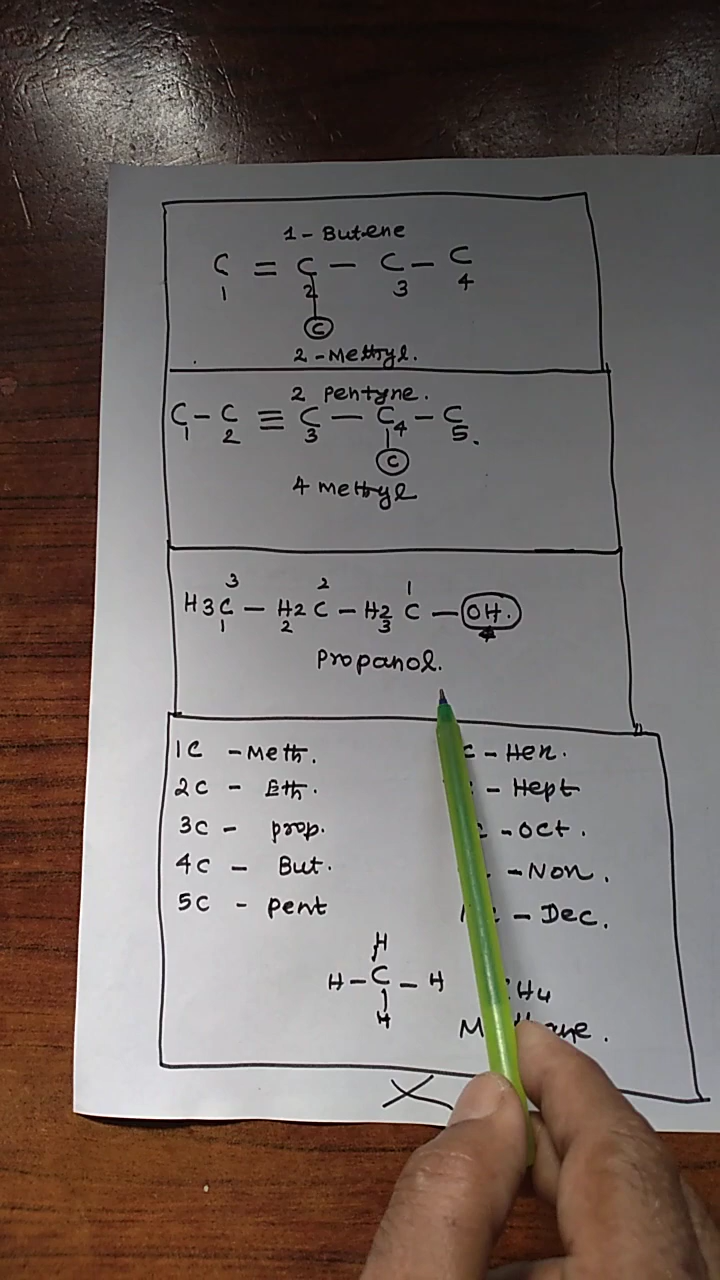 1 - Butene
C = C - C - C
1 2 3 4
C
2 - Methyl.
2 Pentyne.
C - C ≡ C - C - C
1 2 3 4 5.
C
4 methyl
3 2 1
H3C - H2C - H2C - OH.
1 2 3 4
Propanol.
1C - Meth. C - Hex.
2C - Eth. - Hept
3C - prop. - Oct.
4C - But. - Non.
5C - pent - Dec.
H
H - C - H H4
H